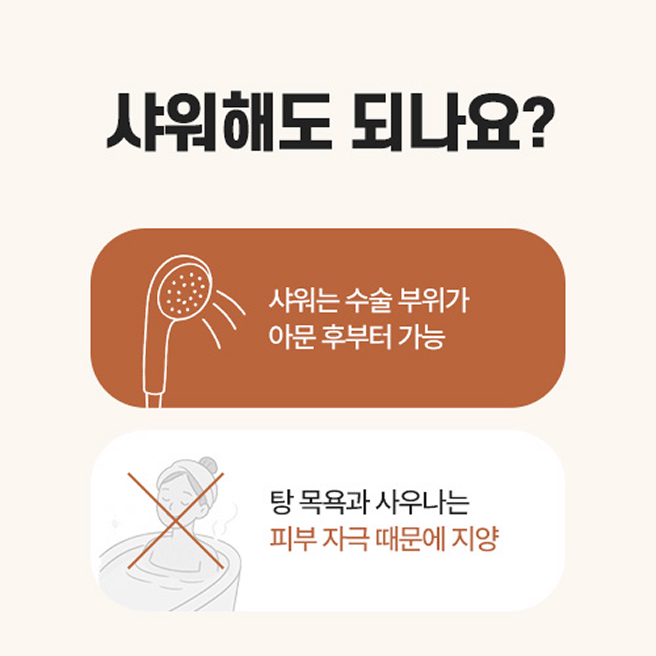 샤워해도 되나요?
샤워는 수술 부위가
아문 후부터 가능
탕 목욕과 사우나는
피부 자극 때문에 지양